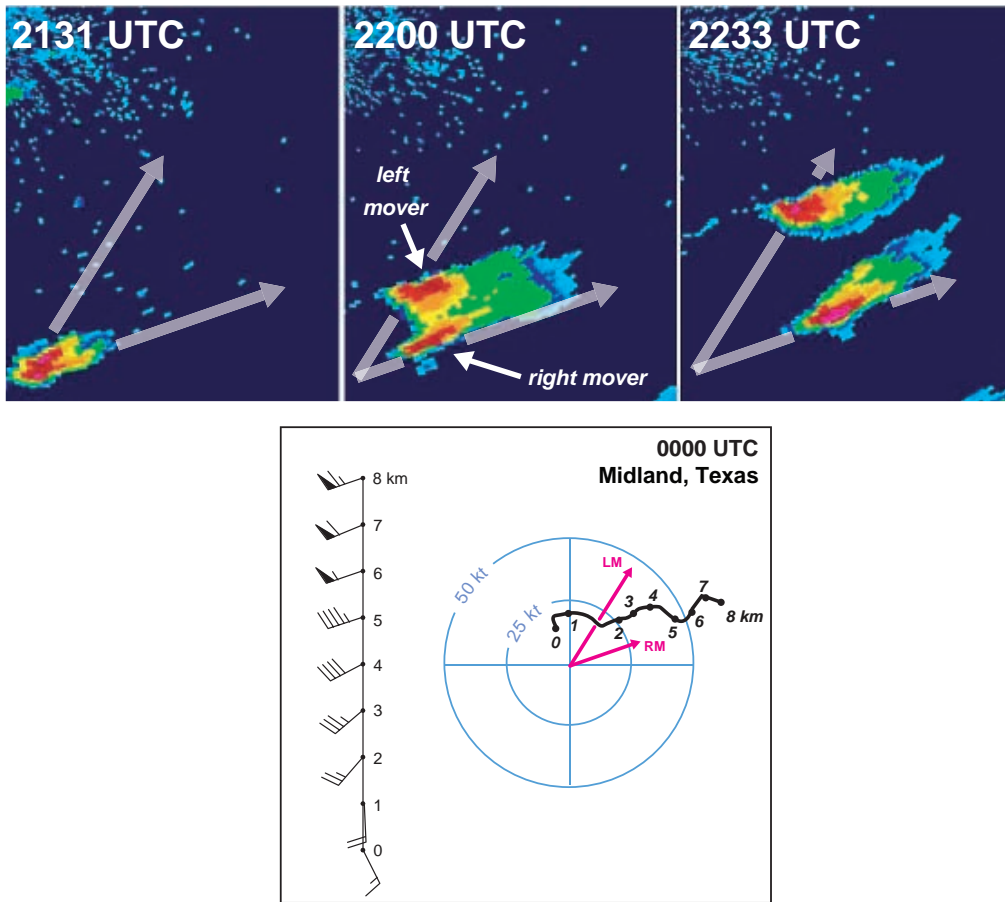 2131 UTC
2200 UTC
2233 UTC
left
mover
right mover
0000 UTC
Midland, Texas
8 km
7
6
5
4
3
2
1
0
50 kt
25 kt
LM
RM
0
1
2
3
4
5
6
7
8 km